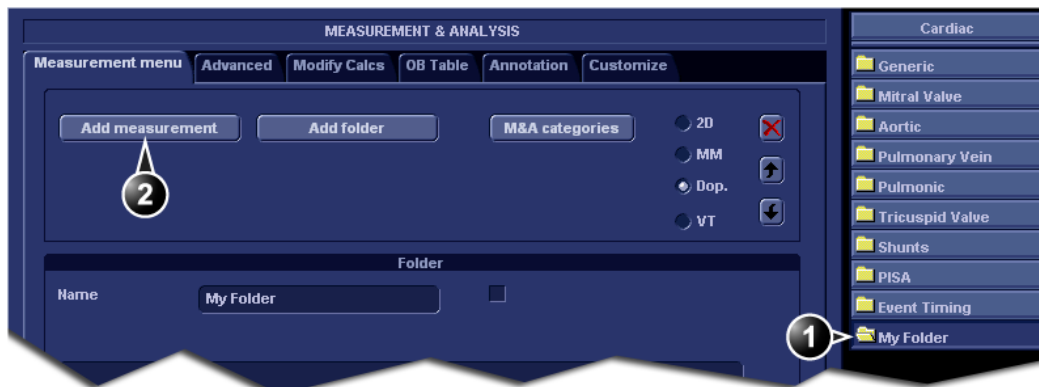 MEASUREMENT & ANALYSIS
Measurement menu Advanced Modify Calcs OB Table Annotation Customize
Add measurement Add folder M&A categories
2D
MM
Dop.
VT
2
Folder
Name My Folder
Cardiac
Generic
Mitral Valve
Aortic
Pulmonary Vein
Pulmonic
Tricuspid Valve
Shunts
PISA
Event Timing
1 My Folder